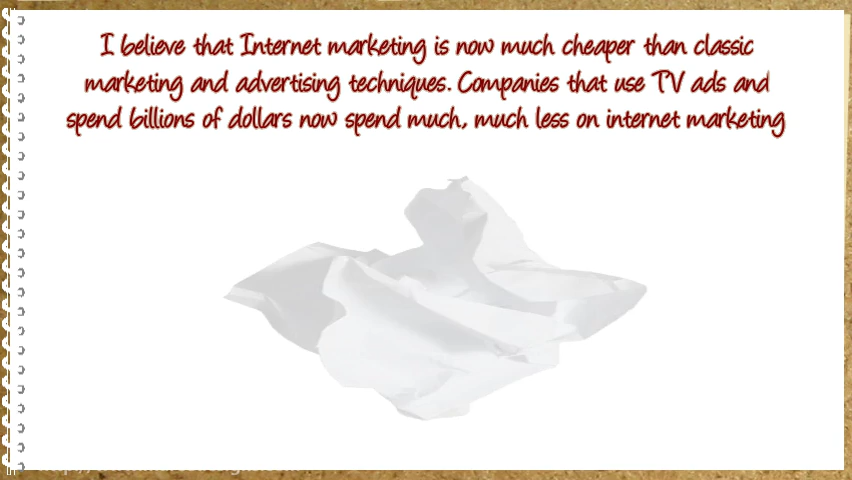 I believe that Internet marketing is now much cheaper than classic
marketing and advertising techniques. Companies that use TV ads and
spend billions of dollars now spend much, much less on internet marketing